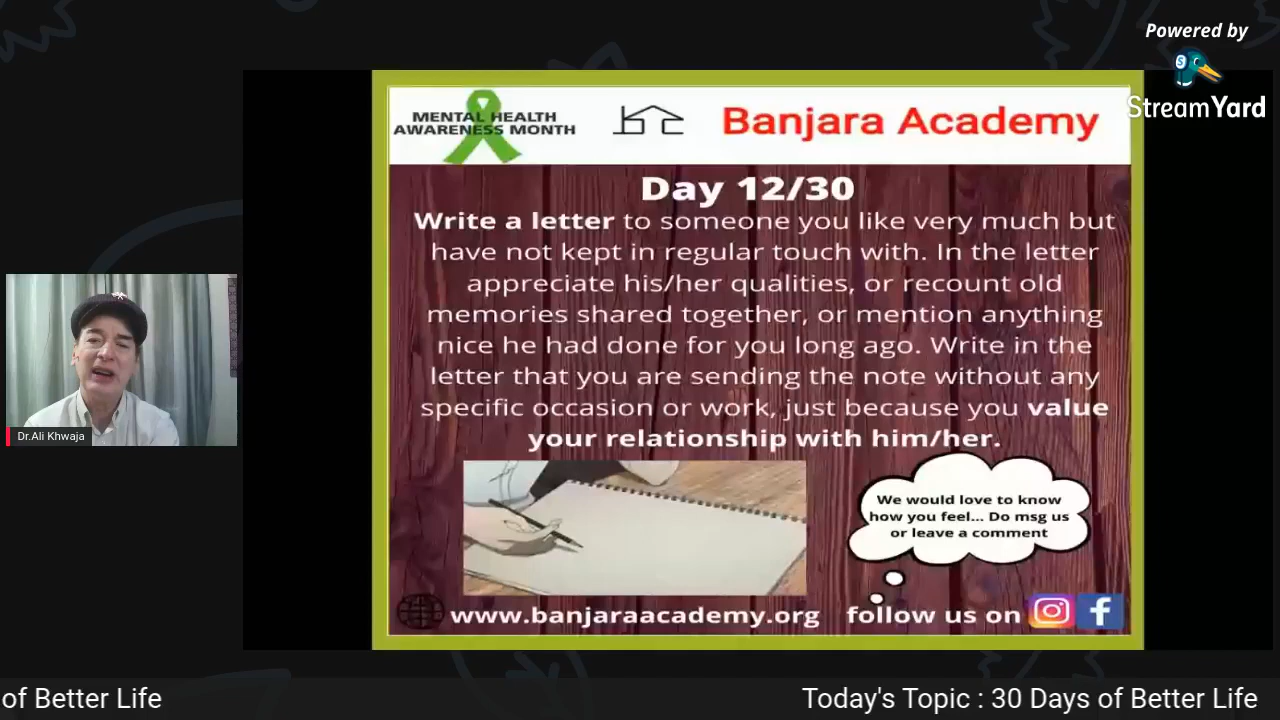 Powered by
StreamYard
MENTAL HEALTH
AWARENESS MONTH
Banjara Academy
Day 12/30
Write a letter to someone you like very much but
have not kept in regular touch with. In the letter
appreciate his/her qualities, or recount old
memories shared together, or mention anything
nice he had done for you long ago. Write in the
letter that you are sending the note without any
specific occasion or work, just because you value
your relationship with him/her.
We would love to know
how you feel... Do msg us
or leave a comment
www.banjaraacademy.org follow us on
Dr.Ali Khwaja
of Better Life
Today's Topic : 30 Days of Better Life